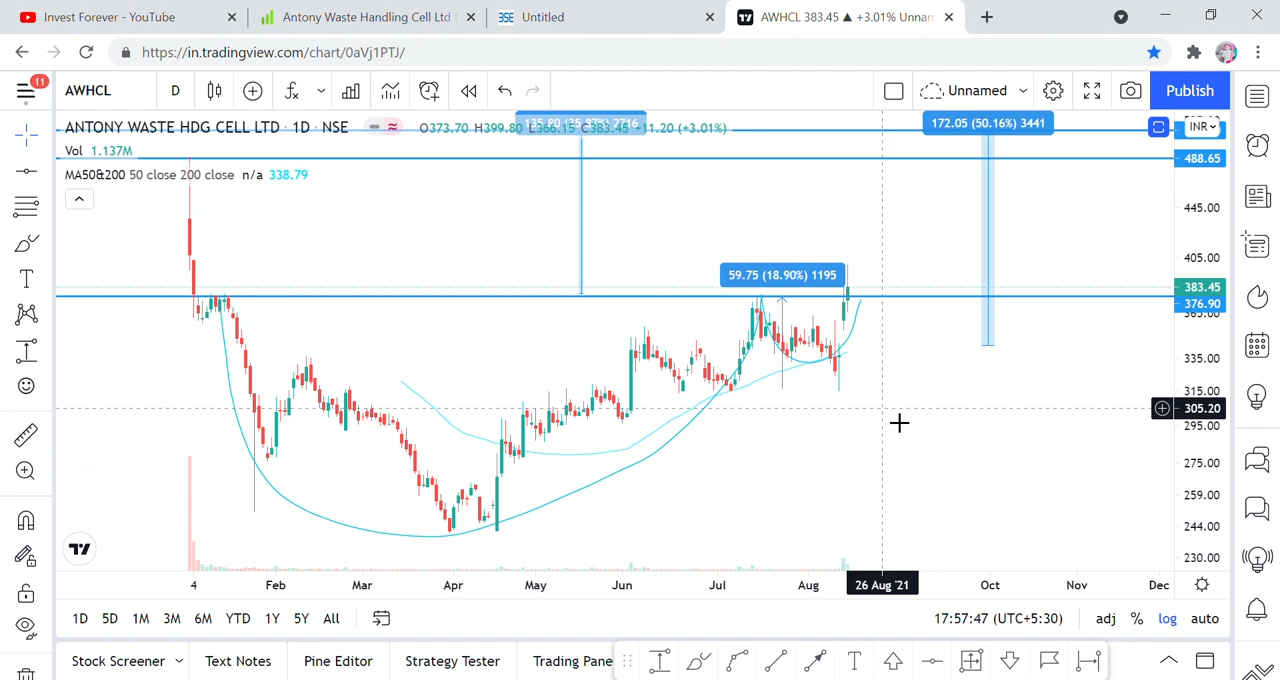 Invest Forever - YouTube
Antony Waste Handling Cell Ltd
BSE Untitled
AWHCL 383.45 ▲ +3.01% Unnam
https://in.tradingview.com/chart/0aVj1PTJ/
11
AWHCL D Unnamed Publish
ANTONY WASTE HDG CELL LTD · 1D · NSE O373.70 H399.80 L366.15 C383.45 +11.20 (+3.01%)
172.05 (50.16%) 3441
INR
Vol 1.137M
488.65
MA50&200 50 close 200 close n/a 338.79
445.00
405.00
59.75 (18.90%) 1195
383.45
376.90
335.00
315.00
305.20
295.00
275.00
259.00
244.00
230.00
4 Feb Mar Apr May Jun Jul Aug 26 Aug '21 Oct Nov Dec
1D 5D 1M 3M 6M YTD 1Y 5Y All 17:57:47 (UTC+5:30) adj % log auto
Stock Screener Text Notes Pine Editor Strategy Tester Trading Pane